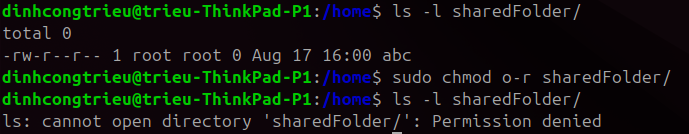 dinhcongtrieu@trieu-ThinkPad-P1:/home$ ls -l sharedFolder/
total 0
-rw-r--r-- 1 root root 0 Aug 17 16:00 abc
dinhcongtrieu@trieu-ThinkPad-P1:/home$ sudo chmod o-r sharedFolder/
dinhcongtrieu@trieu-ThinkPad-P1:/home$ ls -l sharedFolder/
ls: cannot open directory 'sharedFolder/': Permission denied